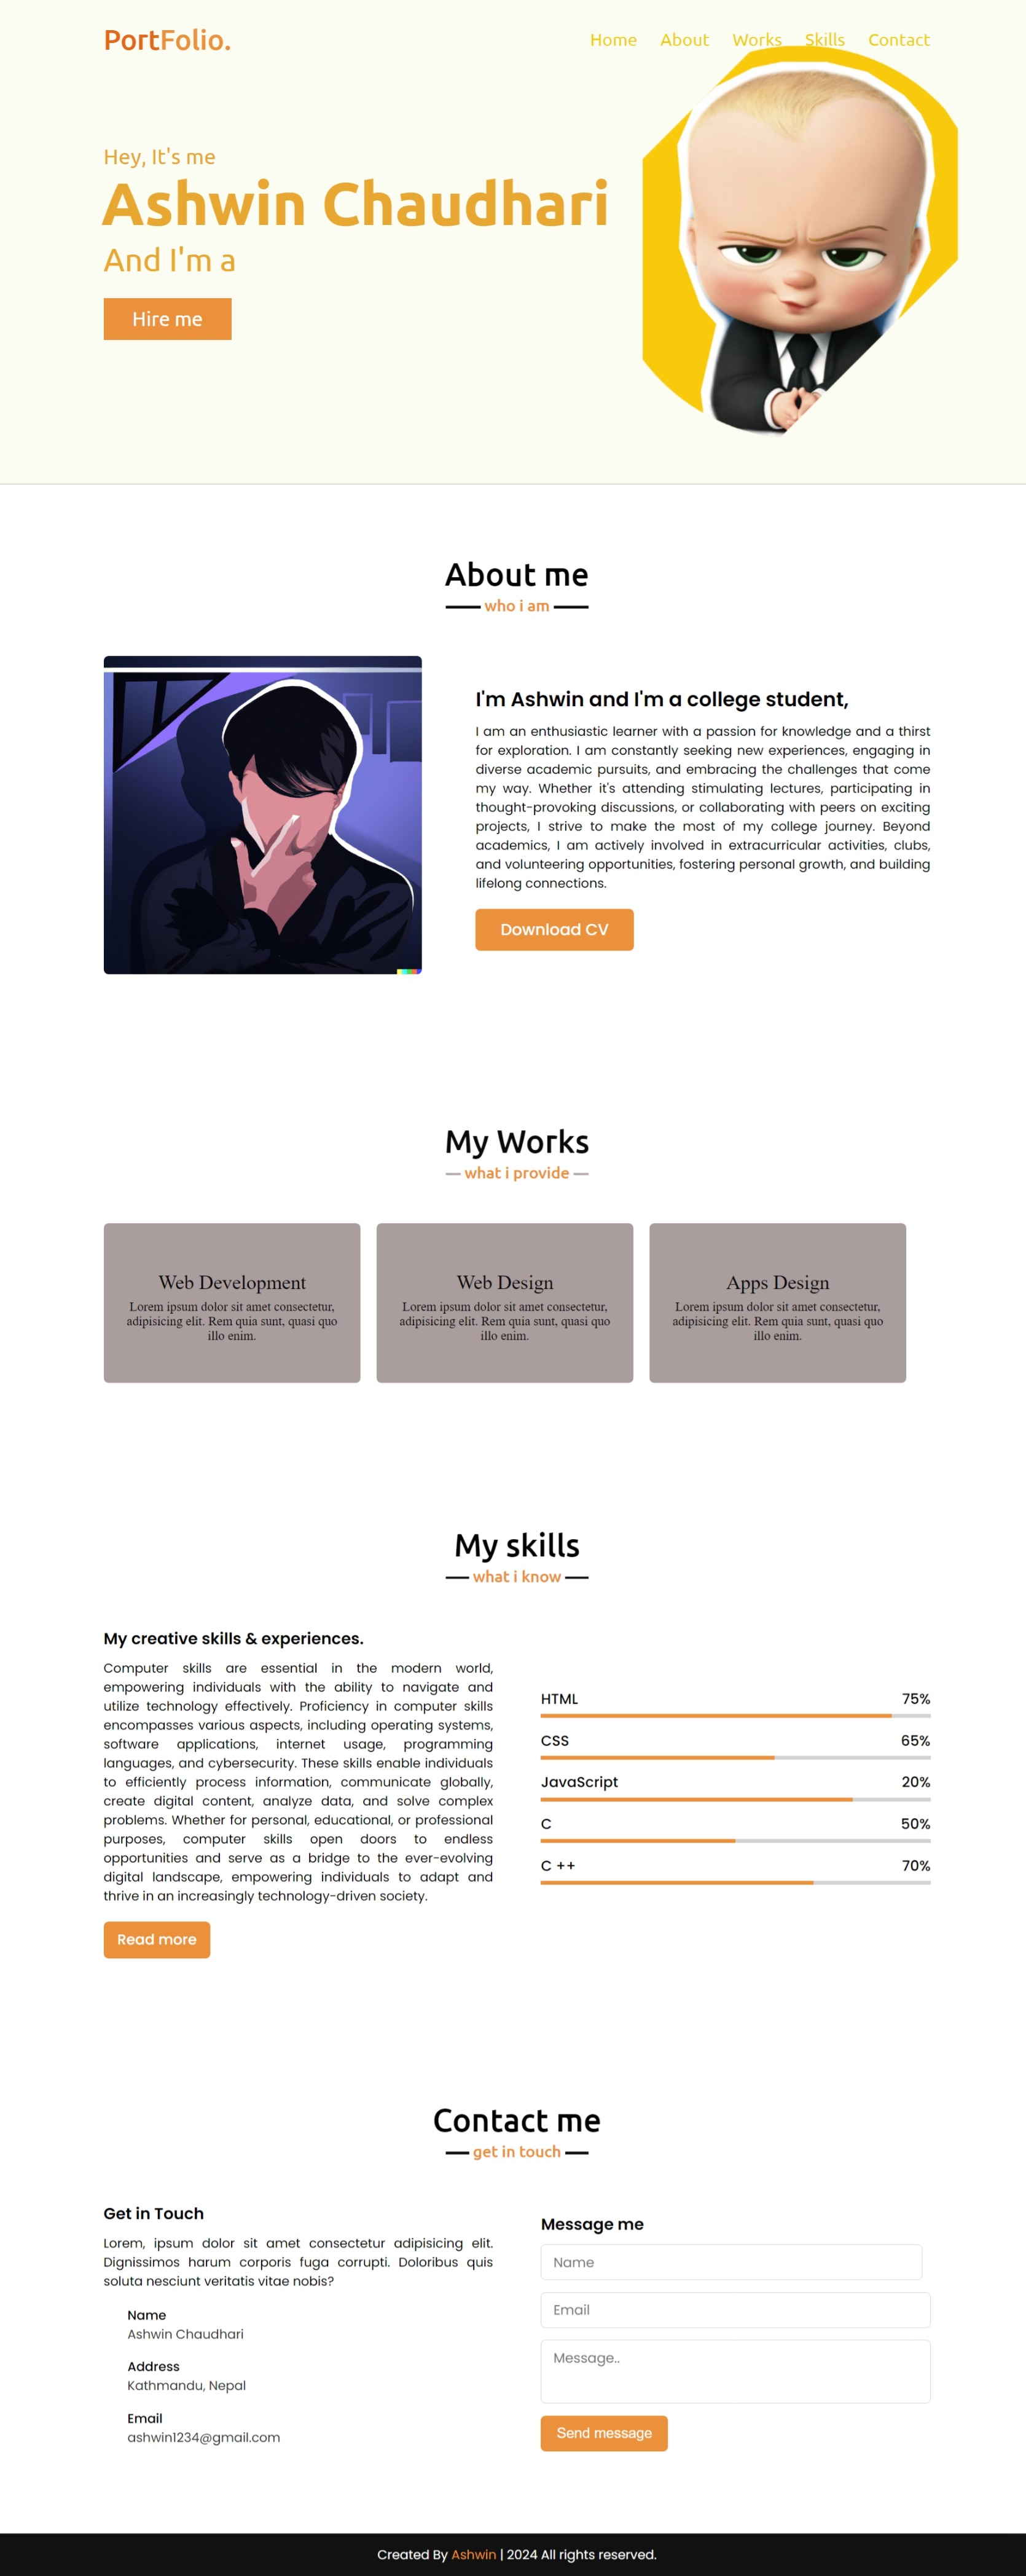 PortFolio.
Home About Works Skills Contact
Hey, It's me
Ashwin Chaudhari
And I'm a
Hire me
About me
who i am
I'm Ashwin and I'm a college student,
I am an enthusiastic learner with a passion for knowledge and a thirst
for exploration. I am constantly seeking new experiences, engaging in
diverse academic pursuits, and embracing the challenges that come
my way. Whether it's attending stimulating lectures, participating in
thought-provoking discussions, or collaborating with peers on exciting
projects, I strive to make the most of my college journey. Beyond
academics, I am actively involved in extracurricular activities, clubs,
and volunteering opportunities, fostering personal growth, and building
lifelong connections.
Download CV
My Works
what i provide
Web Development
Lorem ipsum dolor sit amet consectetur,
adipisicing elit. Rem quia sunt, quasi quo
illo enim.
Web Design
Lorem ipsum dolor sit amet consectetur,
adipisicing elit. Rem quia sunt, quasi quo
illo enim.
Apps Design
Lorem ipsum dolor sit amet consectetur,
adipisicing elit. Rem quia sunt, quasi quo
illo enim.
My skills
what i know
My creative skills & experiences.
Computer skills are essential in the modern world,
empowering individuals with the ability to navigate and
utilize technology effectively. Proficiency in computer skills
encompasses various aspects, including operating systems,
software applications, internet usage, programming
languages, and cybersecurity. These skills enable individuals
to efficiently process information, communicate globally,
create digital content, analyze data, and solve complex
problems. Whether for personal, educational, or professional
purposes, computer skills open doors to endless
opportunities and serve as a bridge to the ever-evolving
digital landscape, empowering individuals to adapt and
thrive in an increasingly technology-driven society.
Read more
HTML 75%
CSS 65%
JavaScript 20%
C 50%
C ++ 70%
Contact me
get in touch
Get in Touch
Lorem, ipsum dolor sit amet consectetur adipisicing elit.
Dignissimos harum corporis fuga corrupti. Doloribus quis
soluta nesciunt veritatis vitae nobis?
Name
Ashwin Chaudhari
Address
Kathmandu, Nepal
Email
ashwin1234@gmail.com
Message me
Name
Email
Message..
Send message
Created By Ashwin | 2024 All rights reserved.